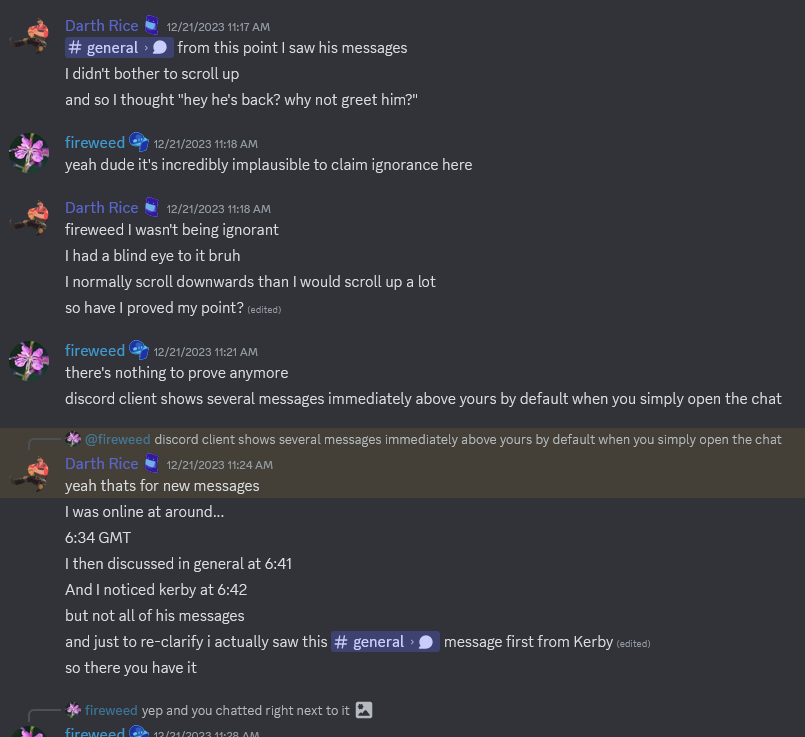 Darth Rice 12/21/2023 11:17 AM
# general › from this point I saw his messages
I didn't bother to scroll up
and so I thought "hey he's back? why not greet him?"
fireweed 12/21/2023 11:18 AM
yeah dude it's incredibly implausible to claim ignorance here
Darth Rice 12/21/2023 11:18 AM
fireweed I wasn't being ignorant
I had a blind eye to it bruh
I normally scroll downwards than I would scroll up a lot
so have I proved my point? (edited)
fireweed 12/21/2023 11:21 AM
there's nothing to prove anymore
discord client shows several messages immediately above yours by default when you simply open the chat
@fireweed discord client shows several messages immediately above yours by default when you simply open the chat
Darth Rice 12/21/2023 11:24 AM
yeah thats for new messages
I was online at around...
6:34 GMT
I then discussed in general at 6:41
And I noticed kerby at 6:42
but not all of his messages
and just to re-clarify i actually saw this # general › message first from Kerby (edited)
so there you have it
fireweed yep and you chatted right next to it
fireweed 12/21/2023 11:28 AM